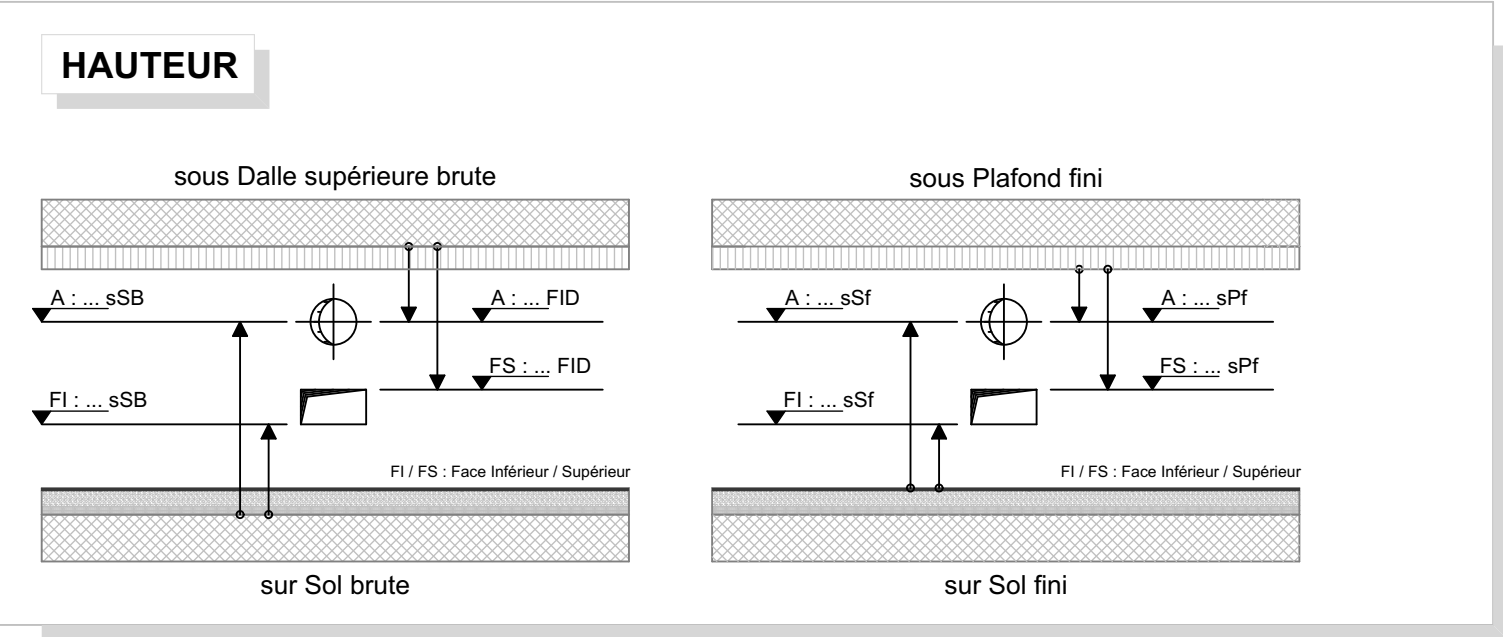 HAUTEUR
sous Dalle supérieure brute
A : ... sSB
A : ... FID
FS : ... FID
FI : ... sSB
FI / FS : Face Inférieur / Supérieur
sur Sol brute
sous Plafond fini
A : ... sSf
A : ... sPf
FS : ... sPf
FI : ... sSf
FI / FS : Face Inférieur / Supérieur
sur Sol fini